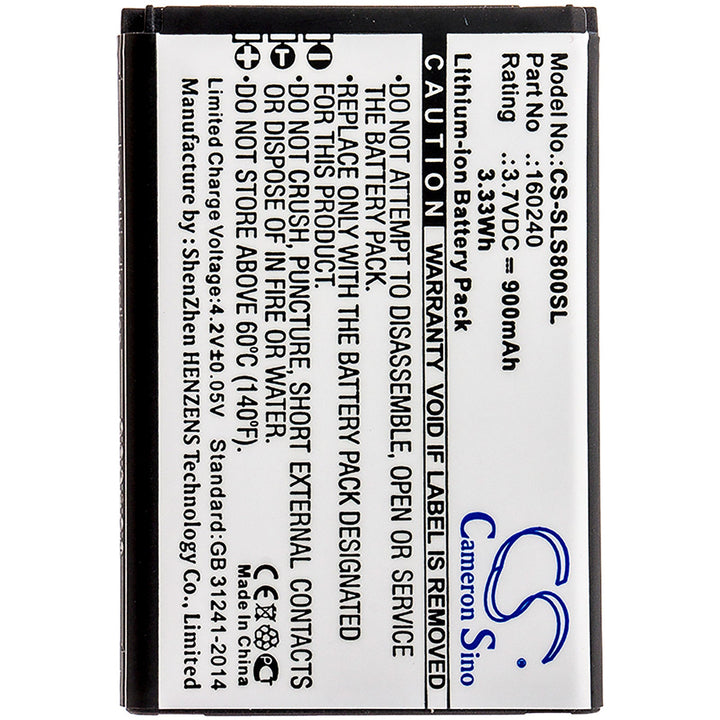 Model No.:CS-SLS800SL
Part No .:160240
Rating .:3.7VDC ⎓ 900mAh
3.33Wh
Lithium-ion Battery Pack
CS
Cameron Sino
CAUTION WARRANTY VOID IF LABEL IS REMOVED
•DO NOT ATTEMPT TO DISASSEMBLE, OPEN OR SERVICE
THE BATTERY PACK.
•REPLACE ONLY WITH THE BATTERY PACK DESIGNATED
FOR THIS PRODUCT.
•DO NOT CRUSH, PUNCTURE, SHORT EXTERNAL CONTACTS
OR DISPOSE OF IN FIRE OR WATER.
•DO NOT STORE ABOVE 60°C (140°F).
- T +
CE
Made In China
Limited Charge Voltage:4.2V±0.05V Standard:GB 31241-2014
Manufacture by:ShenZhen HENZENS Technology Co., Limited